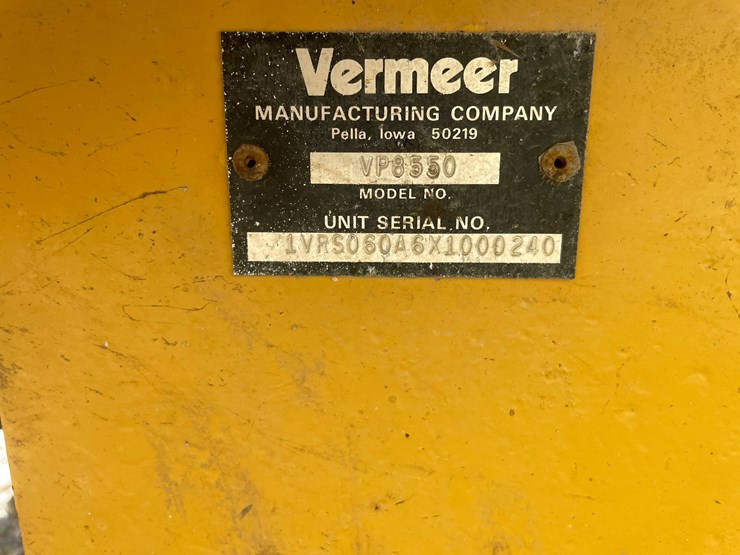 Vermeer
MANUFACTURING COMPANY
Pella, Iowa 50219
VP8550
MODEL NO.
UNIT SERIAL NO.
1VRS060A6X1000240